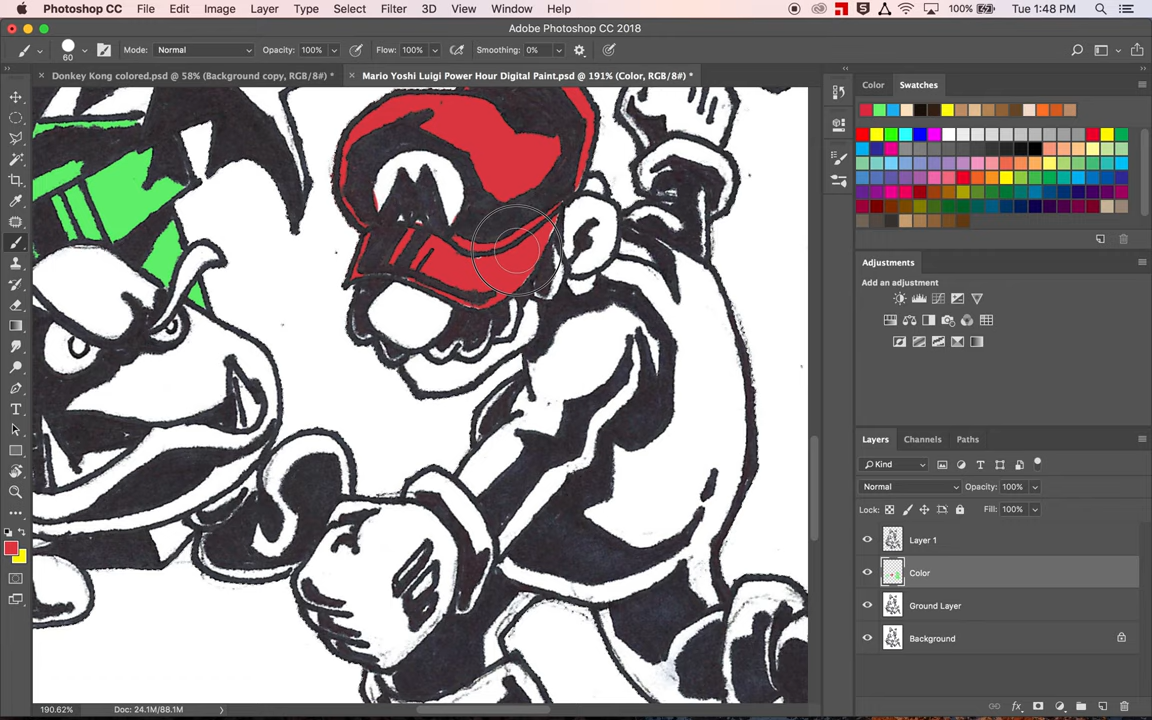 Photoshop CC File Edit Image Layer Type Select Filter 3D View Window Help 100% Tue 1:48 PM
Adobe Photoshop CC 2018
60 Mode: Normal Opacity: 100% Flow: 100% Smoothing: 0%
Donkey Kong colored.psd @ 58% (Background copy, RGB/8#) * Mario Yoshi Luigi Power Hour Digital Paint.psd @ 191% (Color, RGB/8#) *
Color Swatches
M
Adjustments
Add an adjustment
Layers Channels Paths
Kind
Normal Opacity: 100%
Lock: Fill: 100%
Layer 1
Color
Ground Layer
Background
fx
190.62% Doc: 24.1M/88.1M